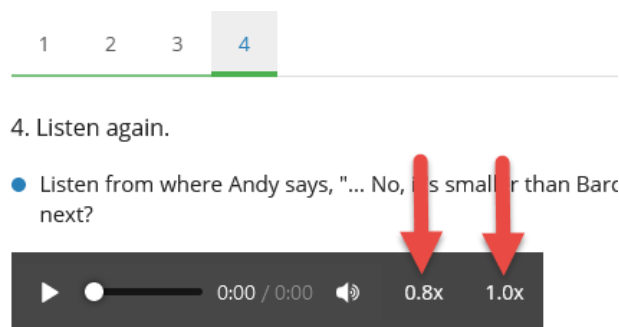 1 2 3 4
4. Listen again.
Listen from where Andy says, "... No, smaller than
next?
0:00 / 0:00 0.8x 1.0x